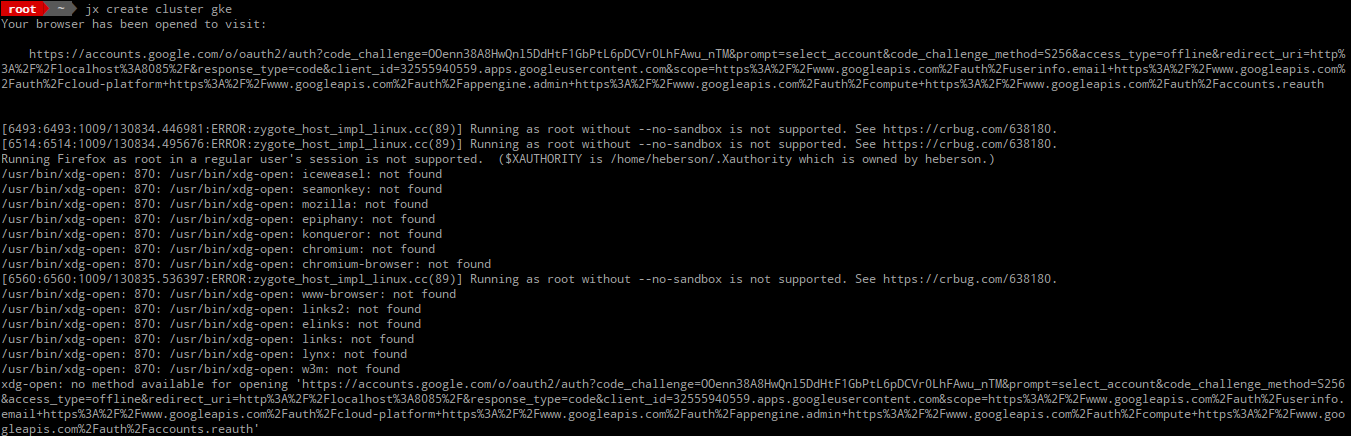 root ~ jx create cluster gke
Your browser has been opened to visit:
https://accounts.google.com/o/oauth2/auth?code_challenge=OOenn38A8HwQnl5DdHtF1GbPtL6pDCVr0LhFAwu_nTM&prompt=select_account&code_challenge_method=S256&access_type=offline&redirect_uri=http%
3A%2F%2Flocalhost%3A8085%2F&response_type=code&client_id=32555940559.apps.googleusercontent.com&scope=https%3A%2F%2Fwww.googleapis.com%2Fauth%2Fuserinfo.email+https%3A%2F%2Fwww.googleapis.com%
2Fauth%2Fcloud-platform+https%3A%2F%2Fwww.googleapis.com%2Fauth%2Fappengine.admin+https%3A%2F%2Fwww.googleapis.com%2Fauth%2Fcompute+https%3A%2F%2Fwww.googleapis.com%2Fauth%2Faccounts.reauth
[6493:6493:1009/130834.446981:ERROR:zygote_host_impl_linux.cc(89)] Running as root without --no-sandbox is not supported. See https://crbug.com/638180.
[6514:6514:1009/130834.495676:ERROR:zygote_host_impl_linux.cc(89)] Running as root without --no-sandbox is not supported. See https://crbug.com/638180.
Running Firefox as root in a regular user's session is not supported.  ($XAUTHORITY is /home/heberson/.Xauthority which is owned by heberson.)
/usr/bin/xdg-open: 870: /usr/bin/xdg-open: iceweasel: not found
/usr/bin/xdg-open: 870: /usr/bin/xdg-open: seamonkey: not found
/usr/bin/xdg-open: 870: /usr/bin/xdg-open: mozilla: not found
/usr/bin/xdg-open: 870: /usr/bin/xdg-open: epiphany: not found
/usr/bin/xdg-open: 870: /usr/bin/xdg-open: konqueror: not found
/usr/bin/xdg-open: 870: /usr/bin/xdg-open: chromium: not found
/usr/bin/xdg-open: 870: /usr/bin/xdg-open: chromium-browser: not found
[6560:6560:1009/130835.536397:ERROR:zygote_host_impl_linux.cc(89)] Running as root without --no-sandbox is not supported. See https://crbug.com/638180.
/usr/bin/xdg-open: 870: /usr/bin/xdg-open: www-browser: not found
/usr/bin/xdg-open: 870: /usr/bin/xdg-open: links2: not found
/usr/bin/xdg-open: 870: /usr/bin/xdg-open: elinks: not found
/usr/bin/xdg-open: 870: /usr/bin/xdg-open: links: not found
/usr/bin/xdg-open: 870: /usr/bin/xdg-open: lynx: not found
/usr/bin/xdg-open: 870: /usr/bin/xdg-open: w3m: not found
xdg-open: no method available for opening 'https://accounts.google.com/o/oauth2/auth?code_challenge=OOenn38A8HwQnl5DdHtF1GbPtL6pDCVr0LhFAwu_nTM&prompt=select_account&code_challenge_method=S256
&access_type=offline&redirect_uri=http%3A%2F%2Flocalhost%3A8085%2F&response_type=code&client_id=32555940559.apps.googleusercontent.com&scope=https%3A%2F%2Fwww.googleapis.com%2Fauth%2Fuserinfo.
email+https%3A%2F%2Fwww.googleapis.com%2Fauth%2Fcloud-platform+https%3A%2F%2Fwww.googleapis.com%2Fauth%2Fappengine.admin+https%3A%2F%2Fwww.googleapis.com%2Fauth%2Fcompute+https%3A%2F%2Fwww.goo
gleapis.com%2Fauth%2Faccounts.reauth'